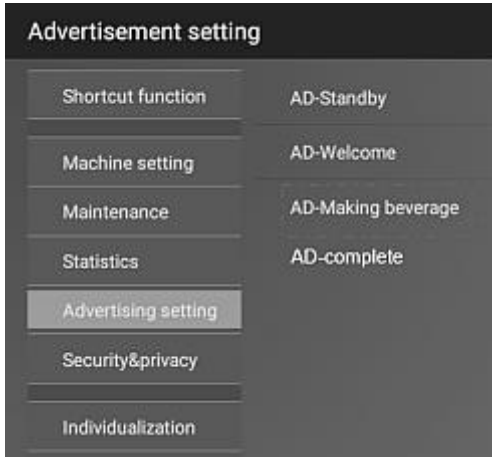 Advertisement setting
Shortcut function
Machine setting
Maintenance
Statistics
Advertising setting
Security&privacy
Individualization
AD-Standby
AD-Welcome
AD-Making beverage
AD-complete